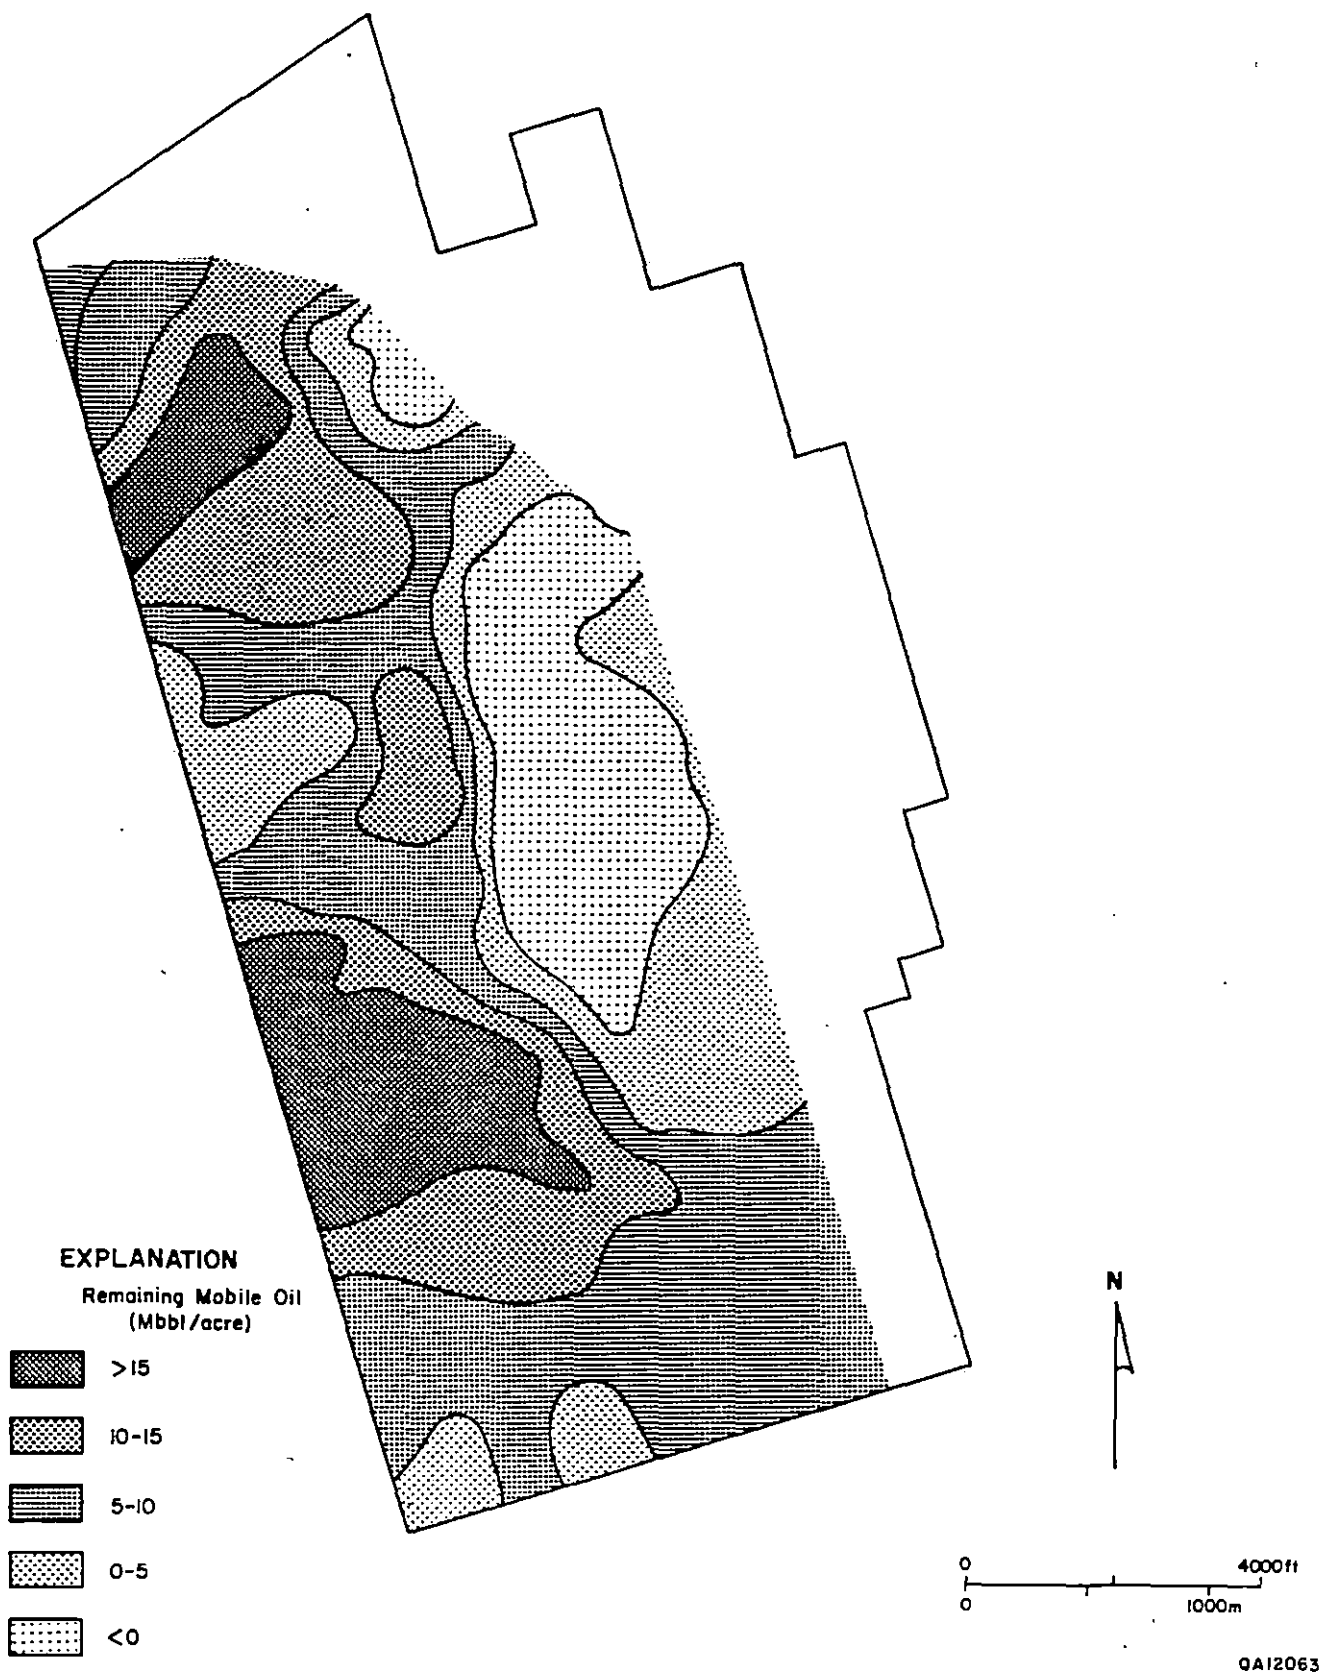 EXPLANATION
Remaining Mobile Oil
(Mbbl/acre)
>15
10-15
5-10
0-5
<0
N
0 4000ft
0 1000m
QA12063